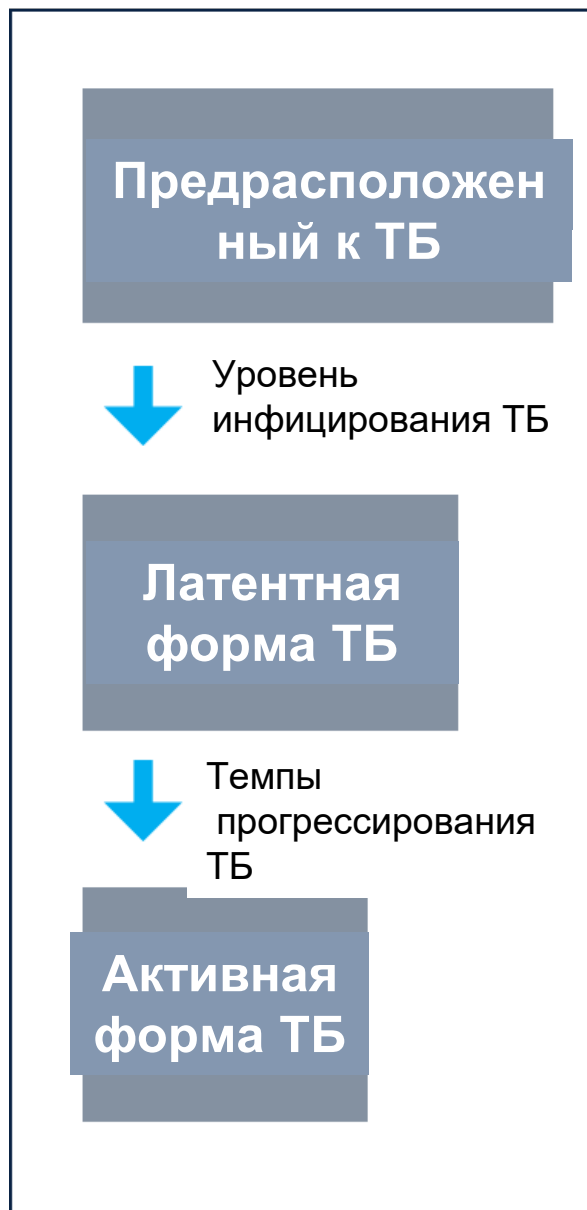 Предрасположен
ный к ТБ
Уровень
инфицирования ТБ
Латентная
форма ТБ
Темпы
прогрессирования
ТБ
Активная
форма ТБ